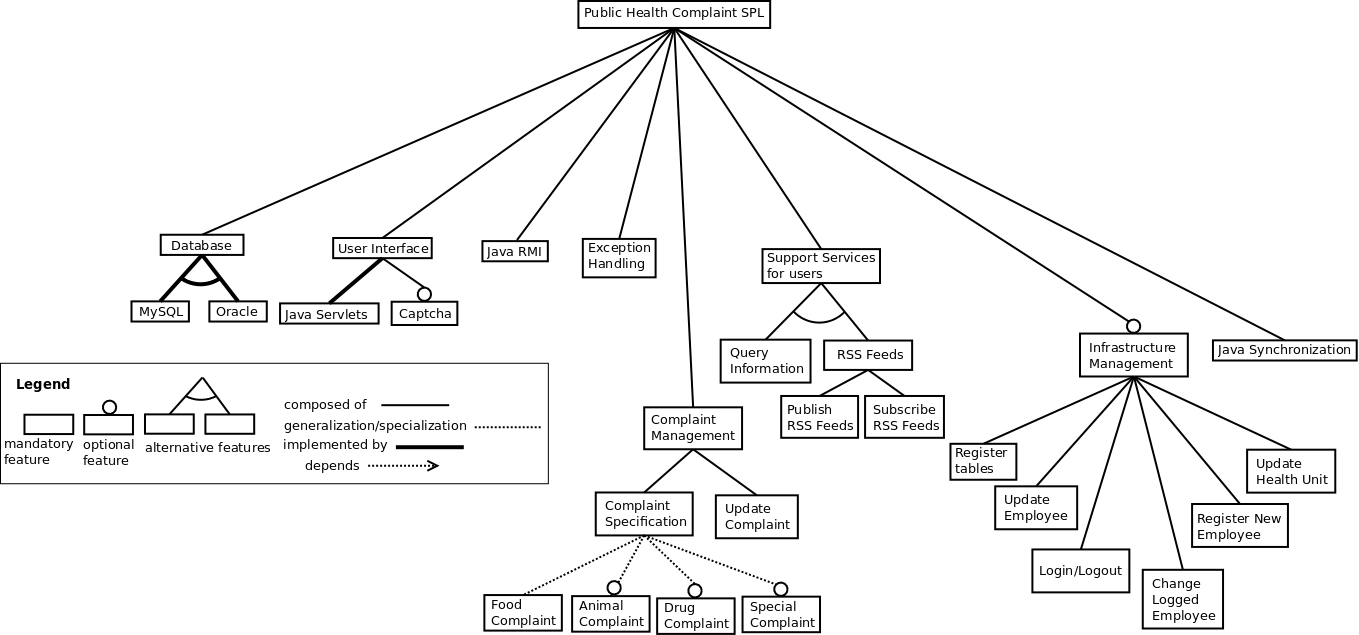 Public Health Complaint SPL
Database
User Interface
Java RMI
Exception
Handling
Support Services
for users
MySQL
Oracle
Java Servlets
Captcha
Query
Information
RSS Feeds
Infrastructure
Management
Java Synchronization
Publish
RSS Feeds
Subscribe
RSS Feeds
Complaint
Management
Register
tables
Update
Health Unit
Update
Employee
Register New
Employee
Login/Logout
Change
Logged
Employee
Complaint
Specification
Update
Complaint
Food
Complaint
Animal
Complaint
Drug
Complaint
Special
Complaint
Legend
mandatory
feature
optional
feature
alternative features
composed of
generalization/specialization
implemented by
depends